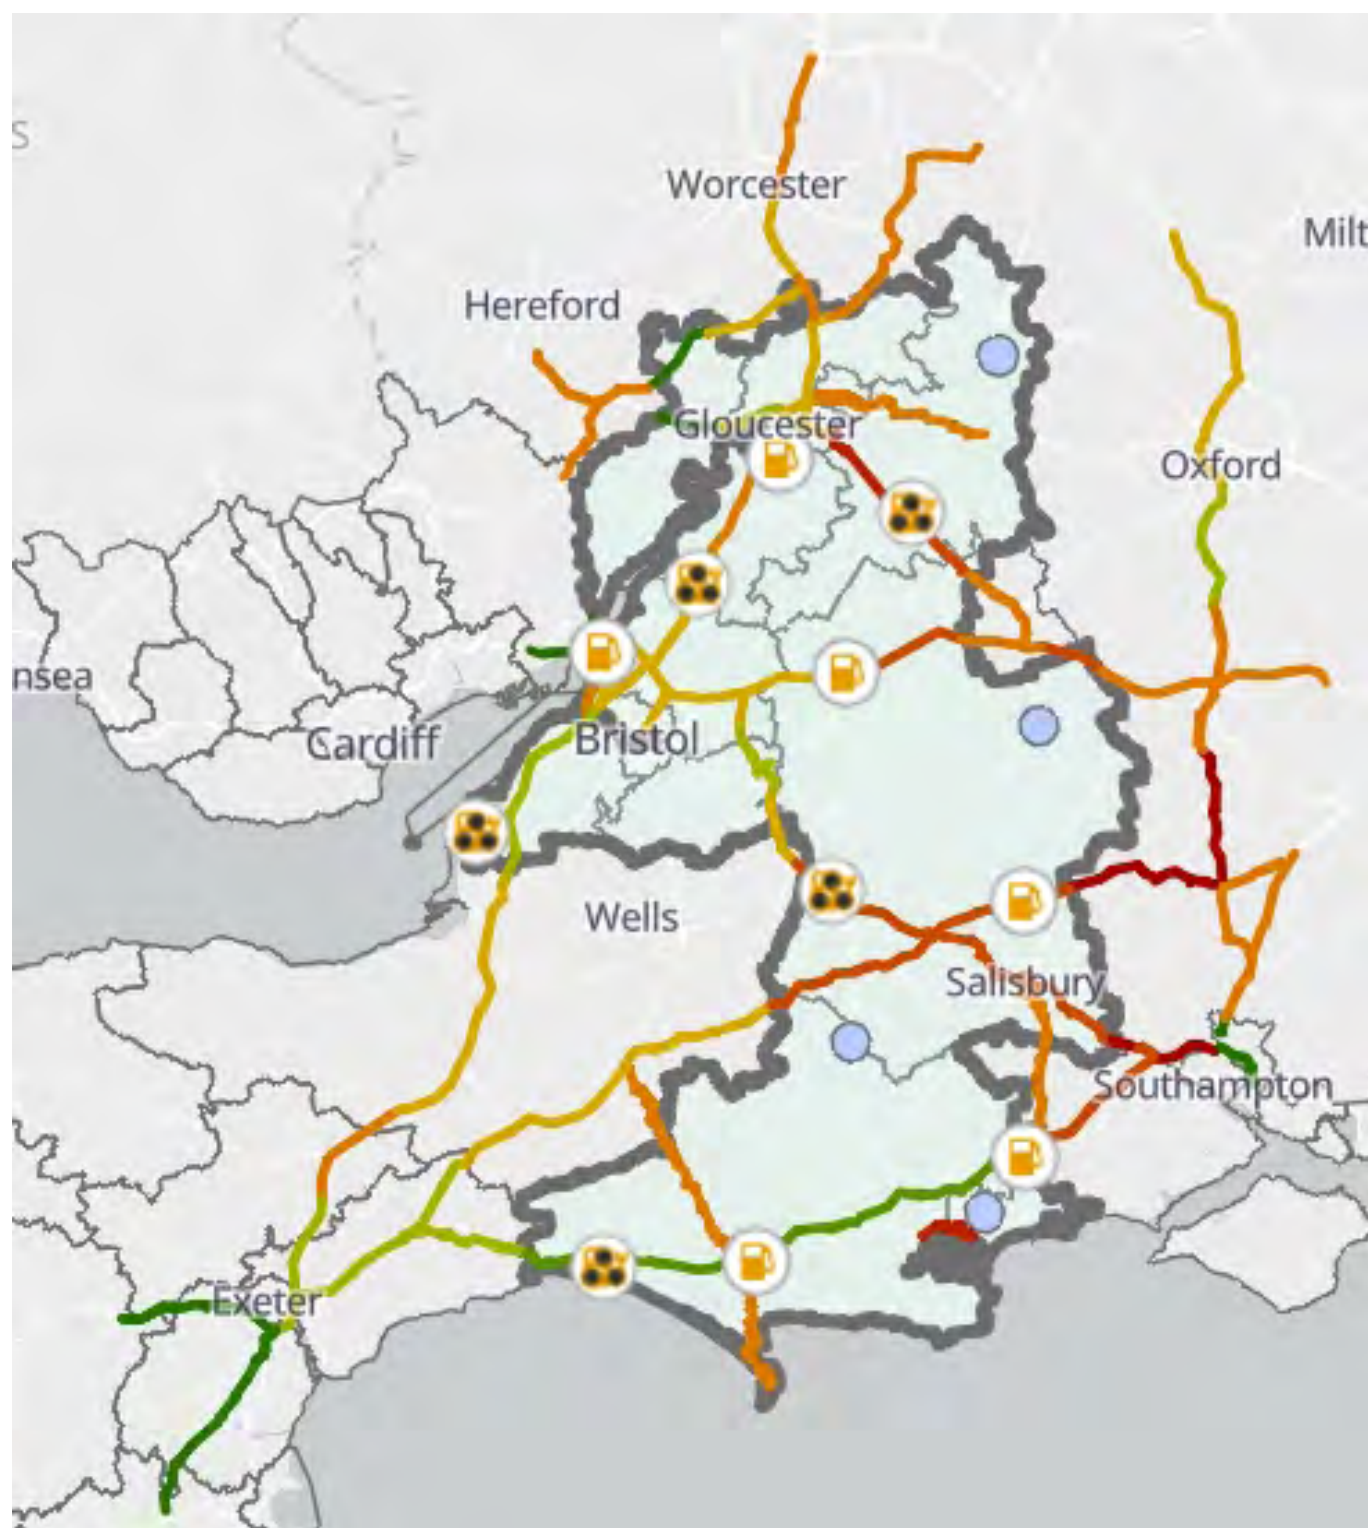 S
Worcester
Milt
Hereford
Gloucester
Oxford
nsea
Cardiff
Bristol
Wells
Salisbury
Southampton
Exeter